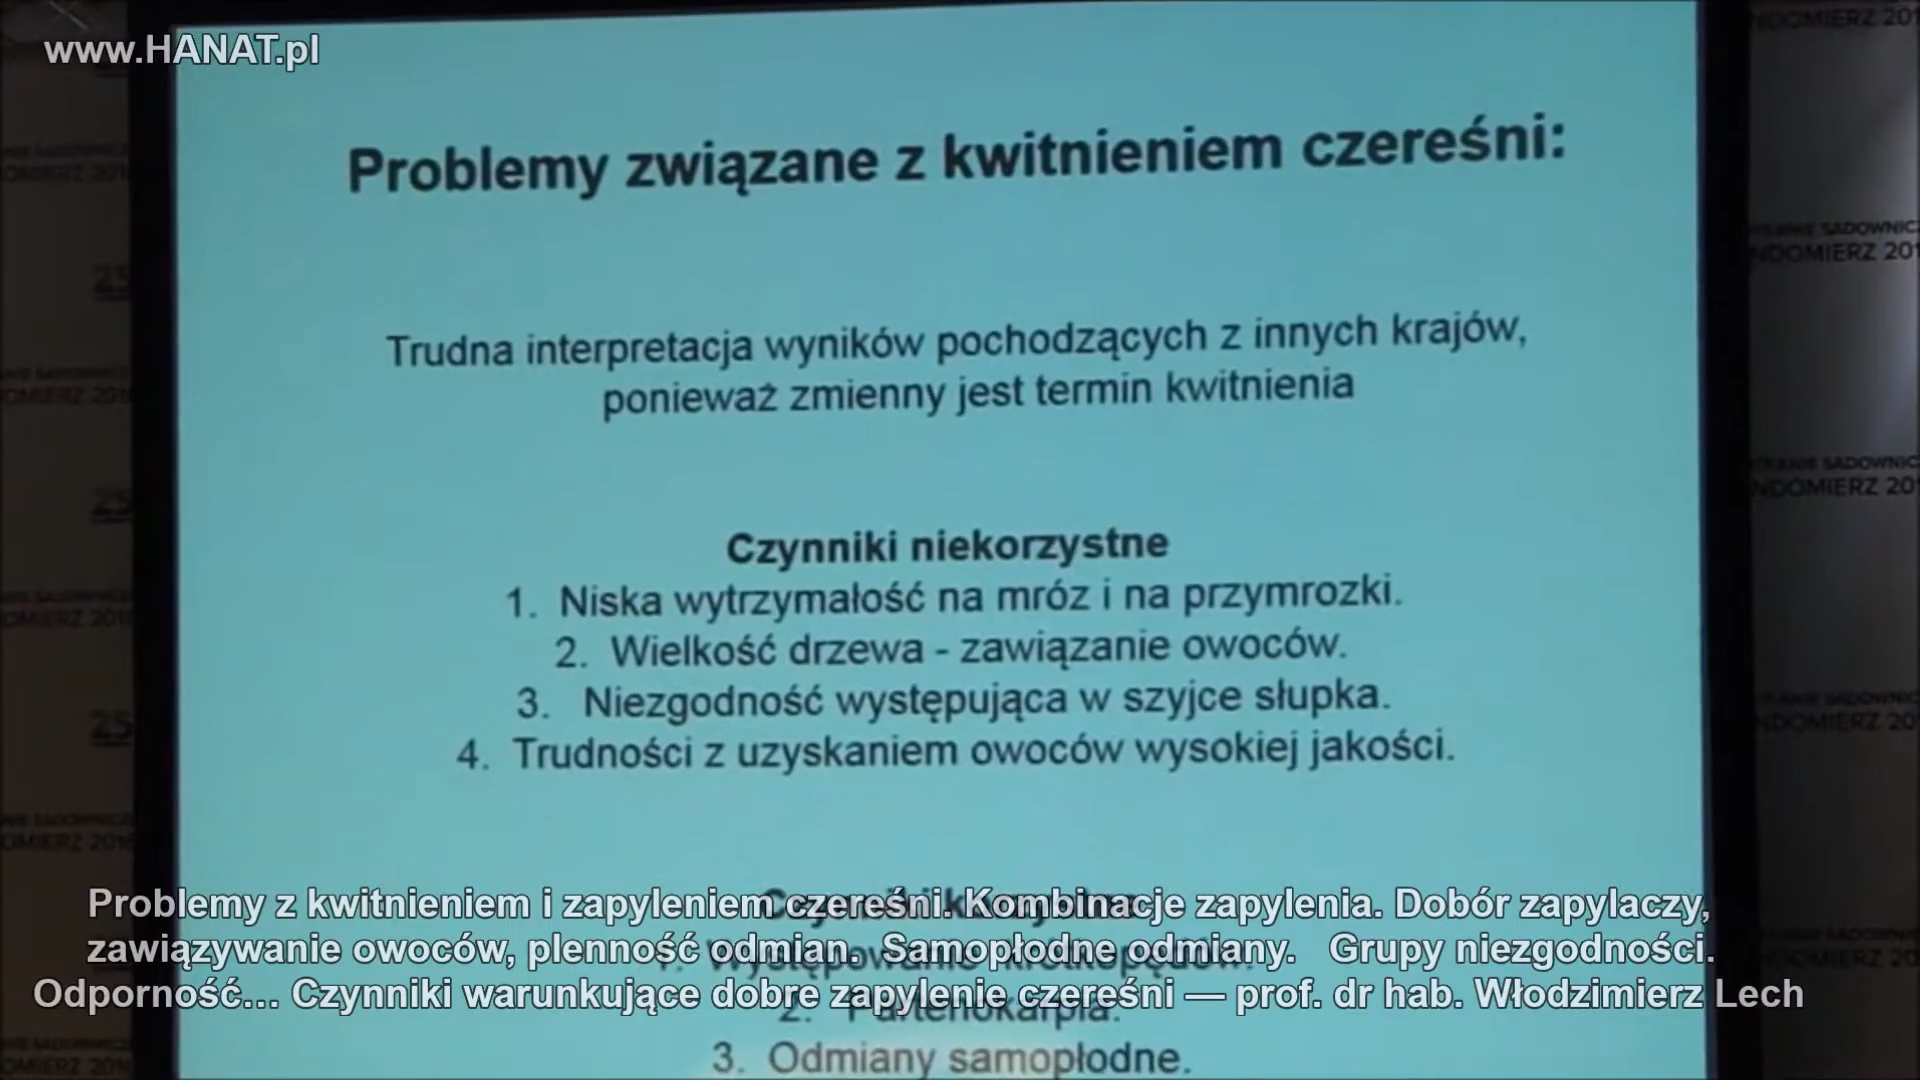 www.HANAT.pl
Problemy związane z kwitnieniem czereśni:
Trudna interpretacja wyników pochodzących z innych krajów,
ponieważ zmienny jest termin kwitnienia
Czynniki niekorzystne
1. Niska wytrzymałość na mróz i na przymrozki.
2. Wielkość drzewa - zawiązanie owoców.
3. Niezgodność występująca w szyjce słupka.
4. Trudności z uzyskaniem owoców wysokiej jakości.
Problemy z kwitnieniem i zapyleniem czereśni. Kombinacje zapylenia. Dobór zapylaczy,
zawiązywanie owoców, plenność odmian. Samopłodne odmiany. Grupy niezgodności.
Odporność... Czynniki warunkujące dobre zapylenie czereśni — prof. dr hab. Włodzimierz Lech
2. Partenokarpia.
3. Odmiany samopłodne.